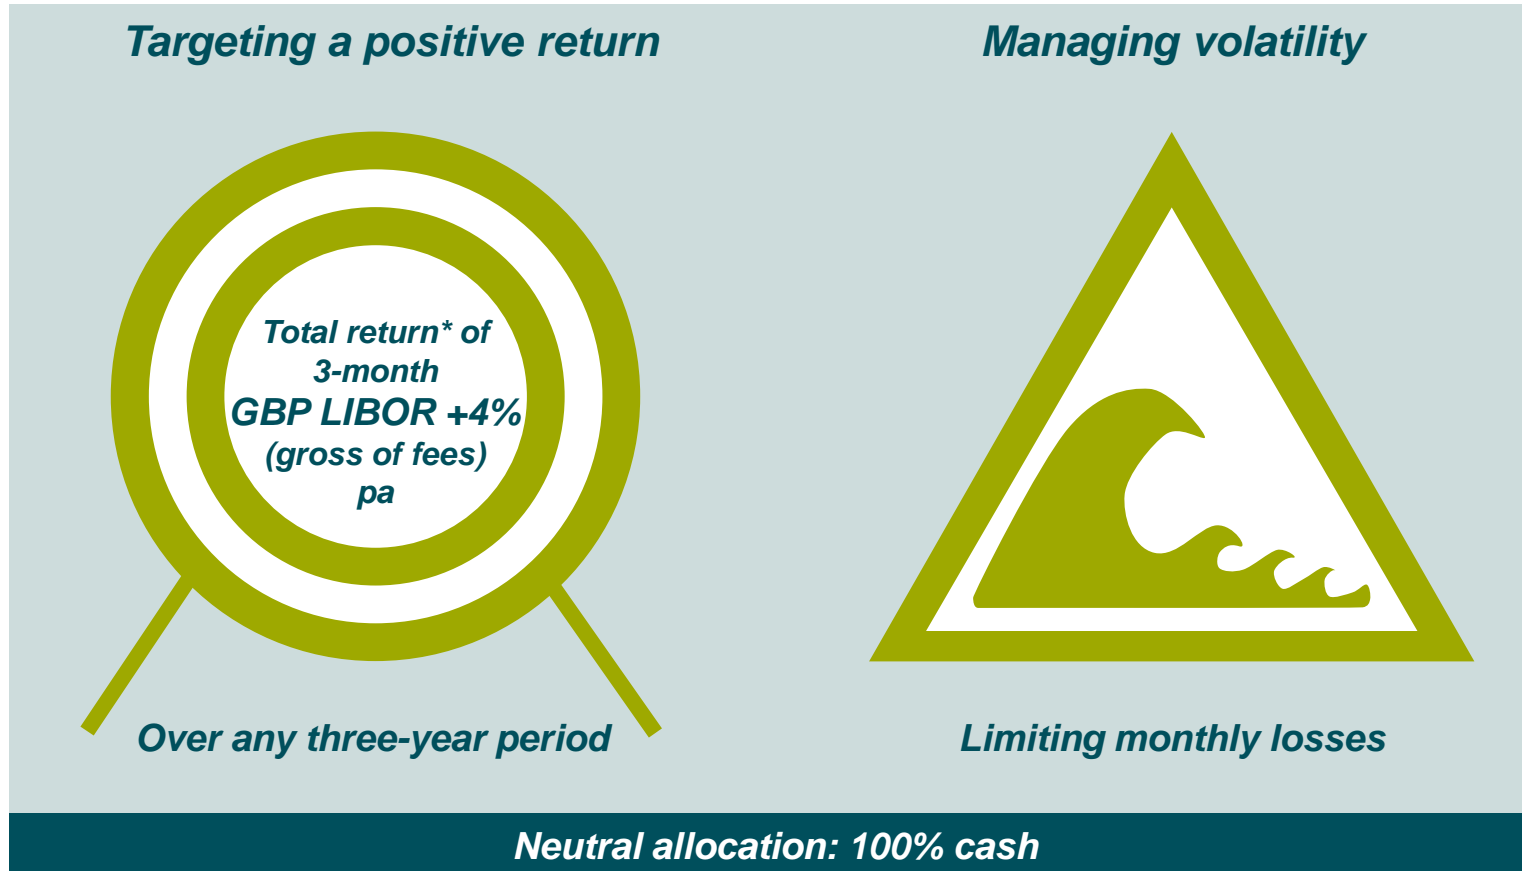 Targeting a positive return
Managing volatility
Total return* of
3-month
GBP LIBOR +4%
(gross of fees)
pa
Over any three-year period
Limiting monthly losses
Neutral allocation: 100% cash